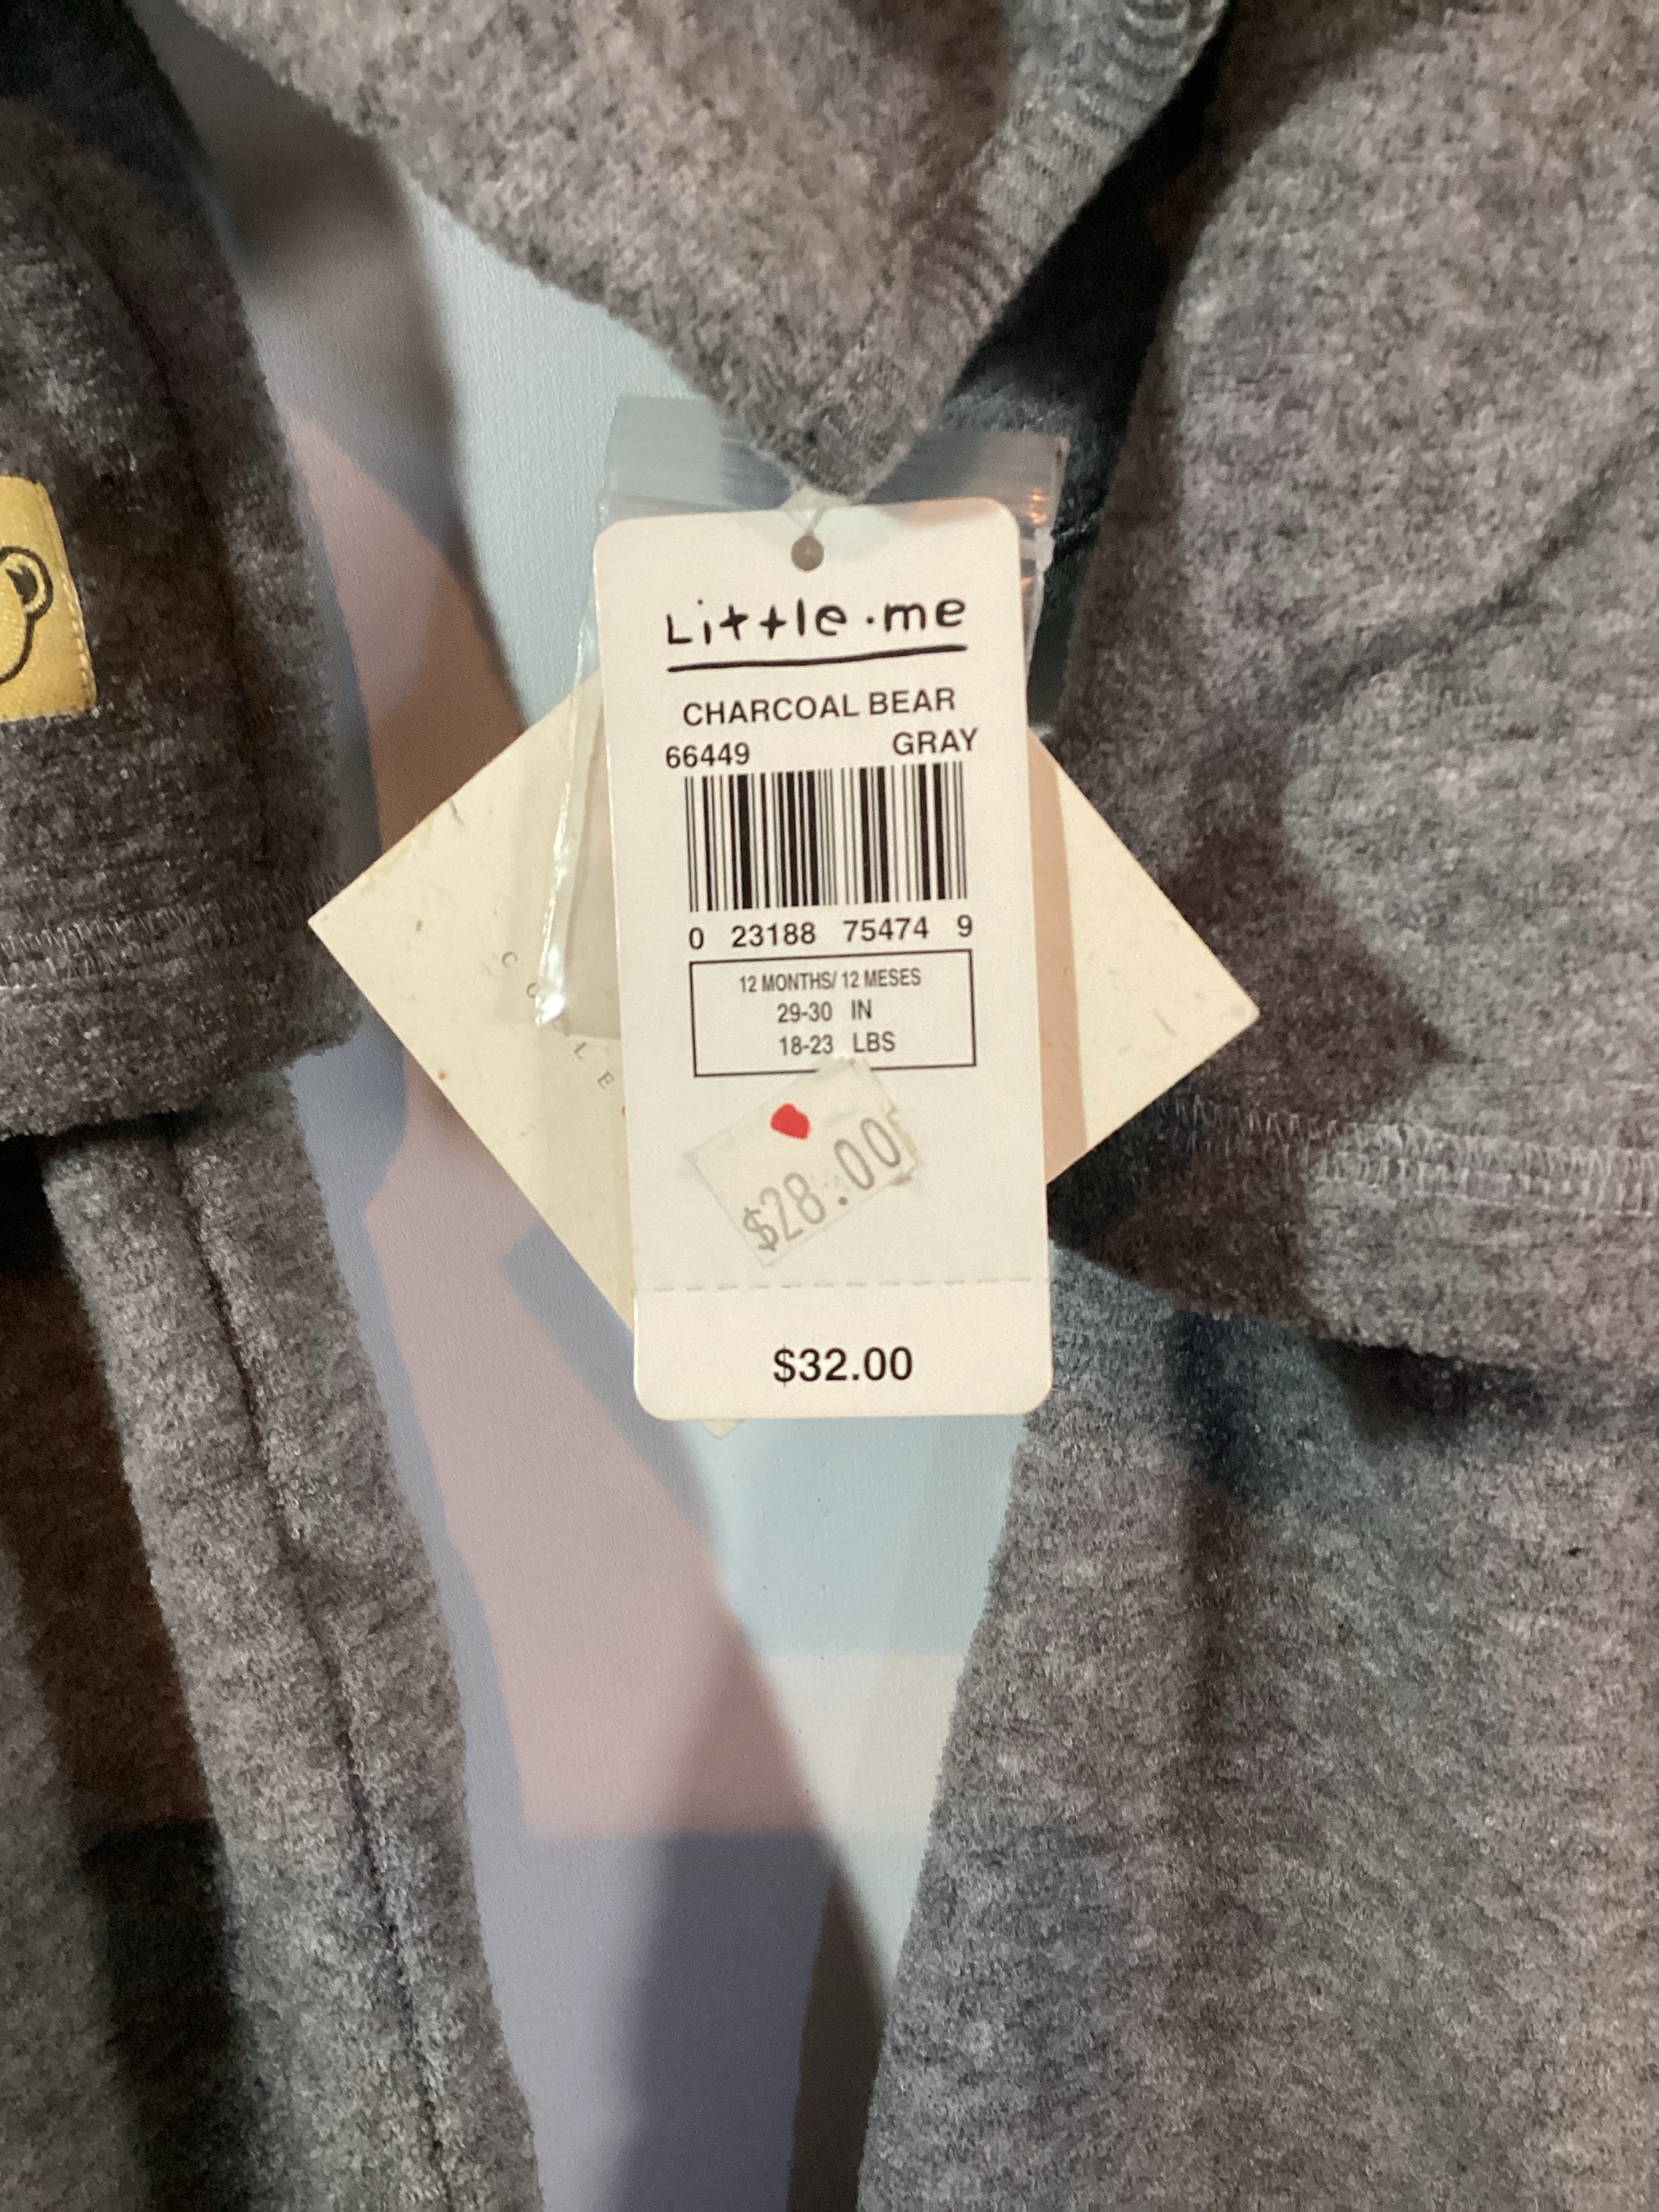 Little.me
CHARCOAL BEAR
66449 GRAY
0 23188 75474 9
12 MONTHS/ 12 MESES
29-30 IN
18-23 LBS
$28.00
$32.00